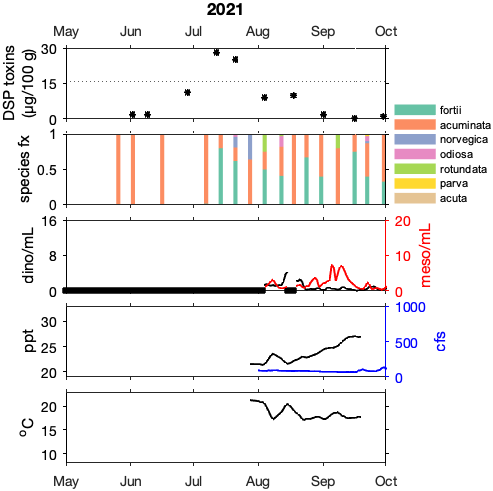 2021
May Jun Jul Aug Sep Oct
DSP toxins
(µg/100 g)
30
15
0
species fx
1
0.5
0
fortii
acuminata
norvegica
odiosa
rotundata
parva
acuta
dino/mL
16
8
0
20
10
0
meso/mL
ppt
30
25
20
1000
500
0
cfs
°C
20
16
12
May Jun Jul Aug Sep Oct